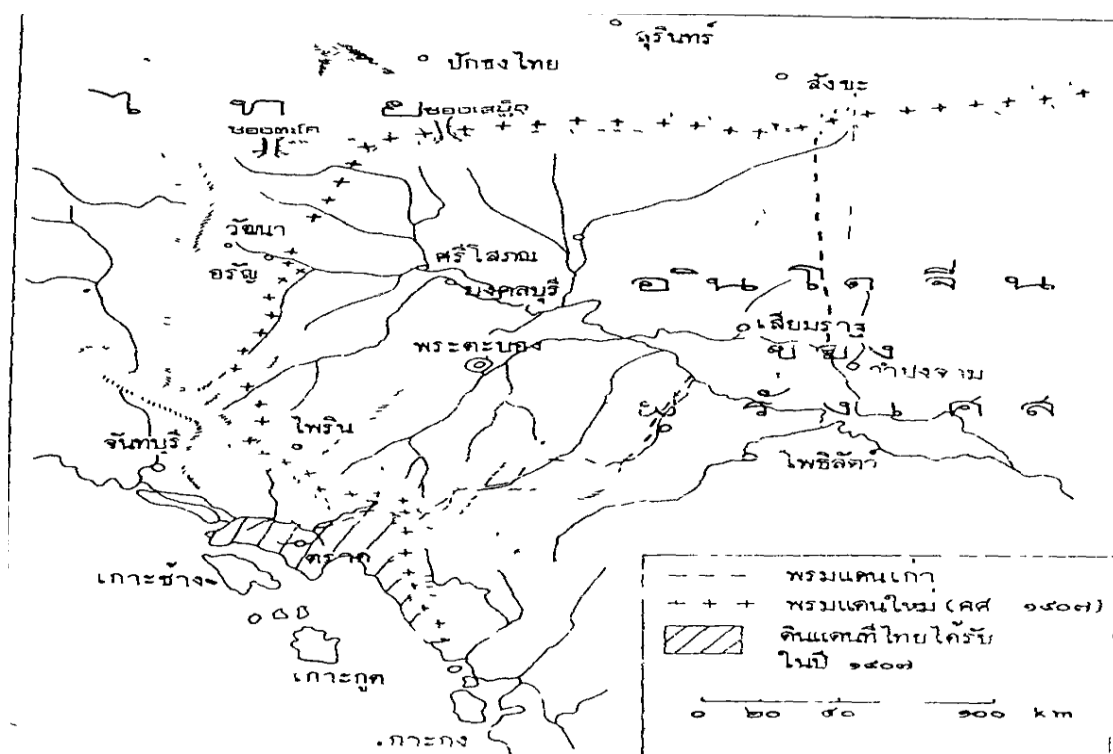 สุรินทร์
ปักธงไทย
สังขะ
ไ ท ย
ช่องเสม็ด
ช่องตะโก
วัฒนา
อรัญ
ศรีโสภณ
มงคลบุรี
อินโดจีน
เสียมราฐ
พระตะบอง
ของ
กำปงจาม
ฝรั่งเศส
ไพริน
จันทบุรี
ไพธิสัตว์
ตราด
เกาะช้าง
เกาะกูด
เกาะกง
พรมแดนเก่า
พรมแดนใหม่ (คศ ๑๙๐๗)
ดินแดนที่ไทยได้รับ
ในปี ๑๙๐๗
๐ ๒๐ ๕๐ ๑๐๐ km